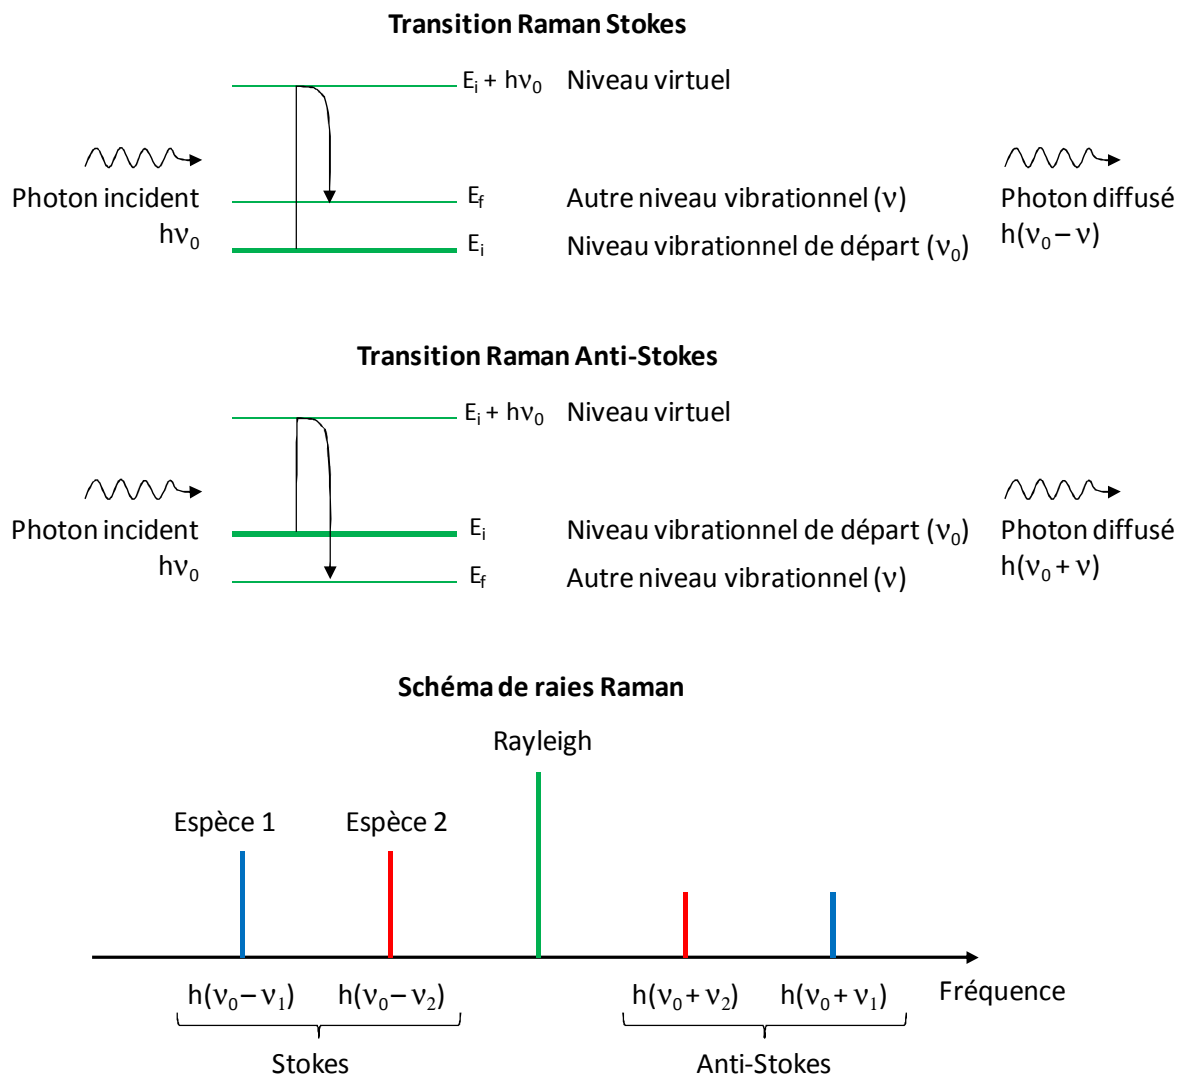 Transition Raman Stokes
Eᵢ + hν₀ Niveau virtuel
Photon incident
hν₀
E_f Autre niveau vibrationnel (ν)
Eᵢ Niveau vibrationnel de départ (ν₀)
Photon diffusé
h(ν₀ – ν)
Transition Raman Anti-Stokes
Eᵢ + hν₀ Niveau virtuel
Photon incident
hν₀
Eᵢ Niveau vibrationnel de départ (ν₀)
E_f Autre niveau vibrationnel (ν)
Photon diffusé
h(ν₀ + ν)
Schéma de raies Raman
Rayleigh
Espèce 1 Espèce 2
h(ν₀ – ν₁) h(ν₀ – ν₂) h(ν₀ + ν₂) h(ν₀ + ν₁) Fréquence
Stokes Anti-Stokes